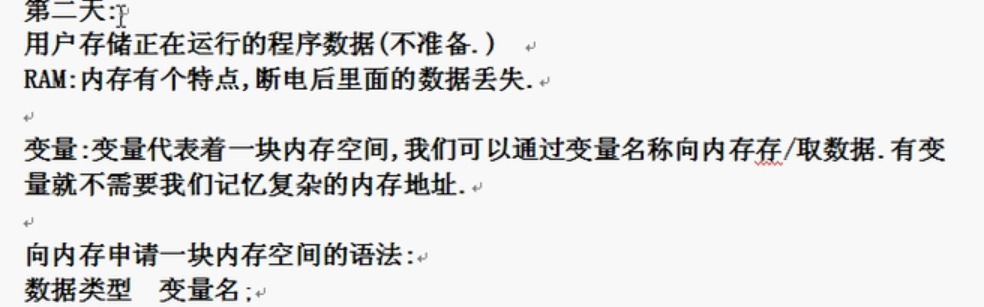 第二天:
用户存储正在运行的程序数据(不准备.)
RAM:内存有个特点,断电后里面的数据丢失.
变量:变量代表着一块内存空间,我们可以通过变量名称向内存存/取数据.有变
量就不需要我们记忆复杂的内存地址.
向内存申请一块内存空间的语法:
数据类型　变量名;